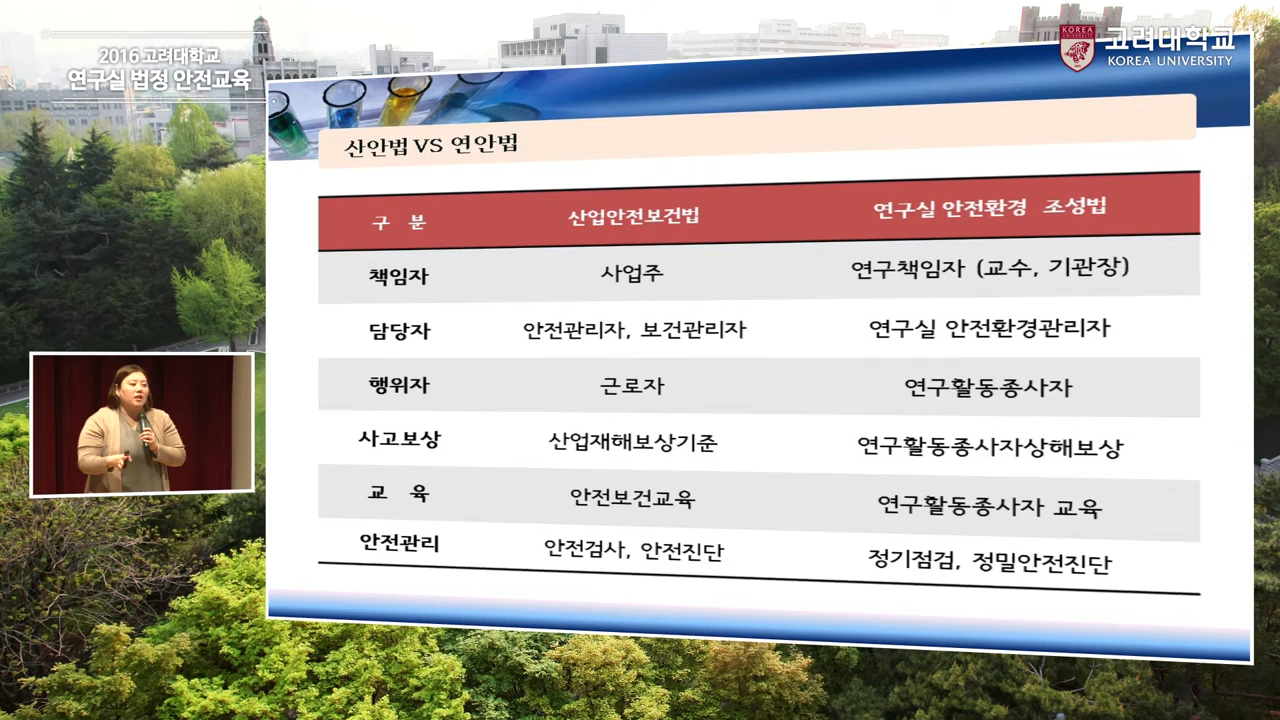 2016 고려대학교
연구실 법정 안전교육
고려대학교
KOREA UNIVERSITY
KOREA
산안법 VS 연안법
구 분 산업안전보건법 연구실 안전환경 조성법
책임자 사업주 연구책임자 (교수, 기관장)
담당자 안전관리자, 보건관리자 연구실 안전환경관리자
행위자 근로자 연구활동종사자
사고보상 산업재해보상기준 연구활동종사자상해보상
교 육 안전보건교육 연구활동종사자 교육
안전관리 안전검사, 안전진단 정기점검, 정밀안전진단